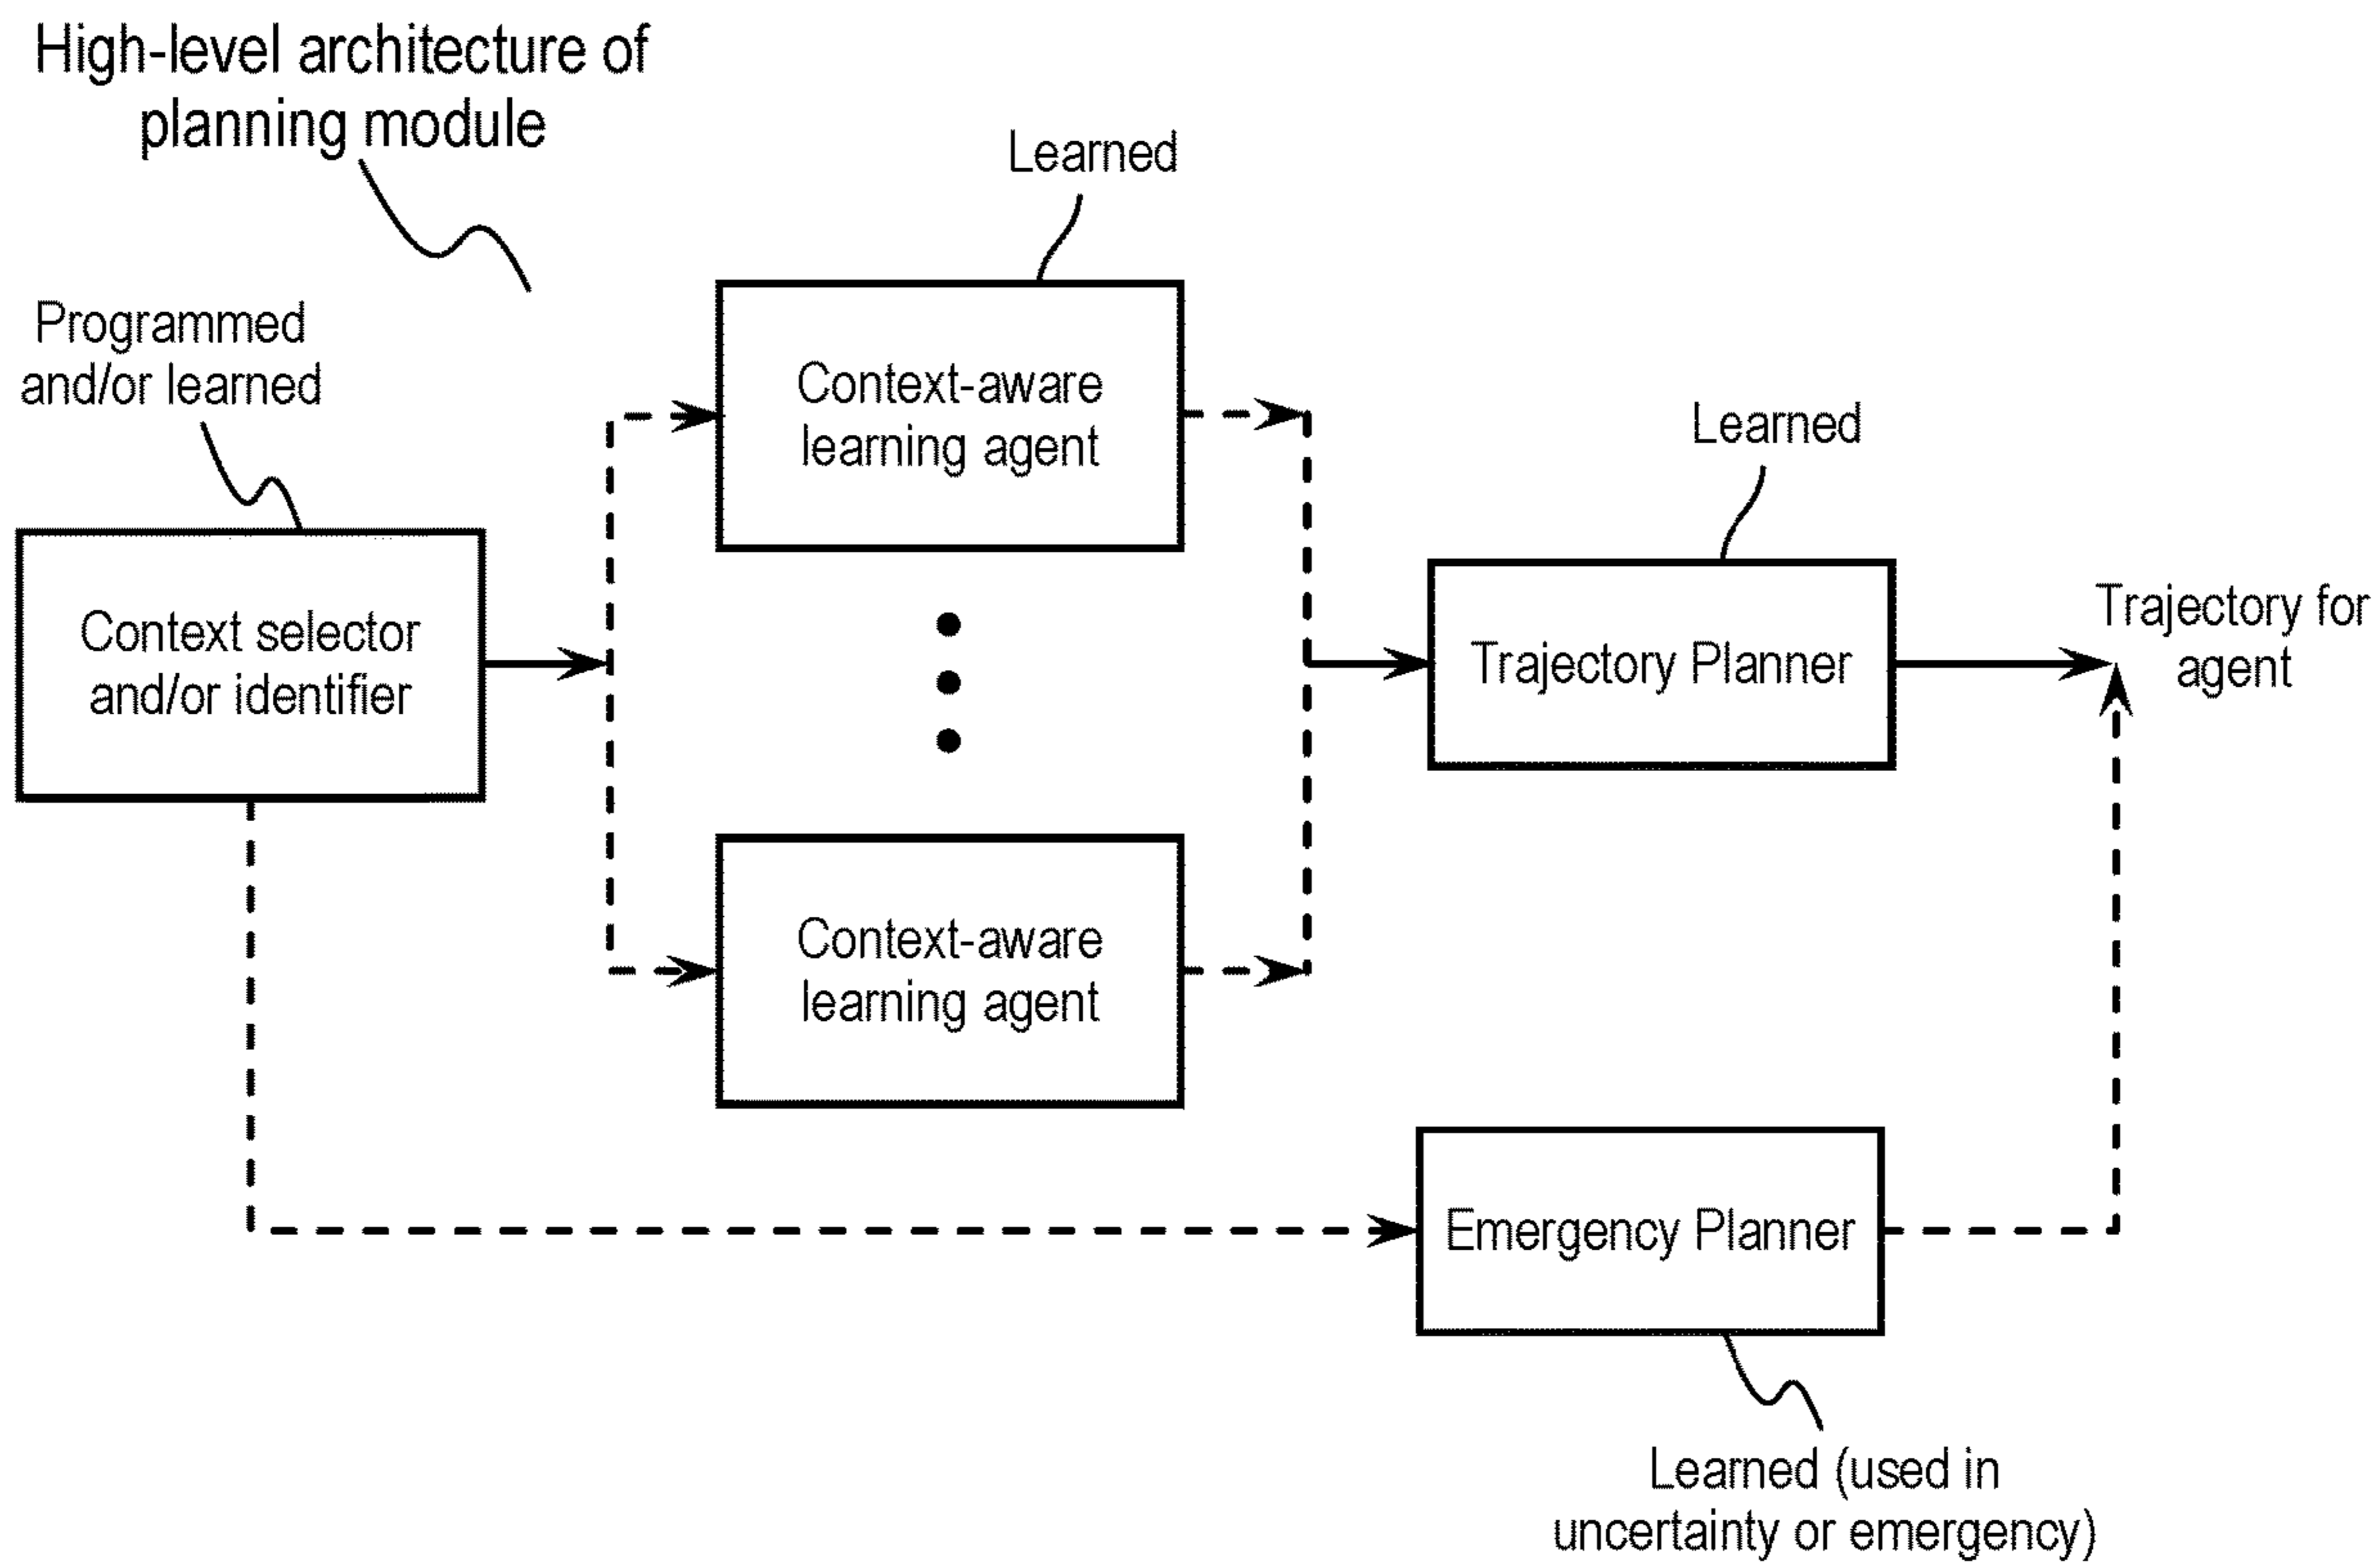 High-level architecture of
planning module
Learned
Programmed
and/or learned
Context-aware
learning agent
Learned
Context selector
and/or identifier
Trajectory Planner
Trajectory for
agent
Context-aware
learning agent
Emergency Planner
Learned (used in
uncertainty or emergency)